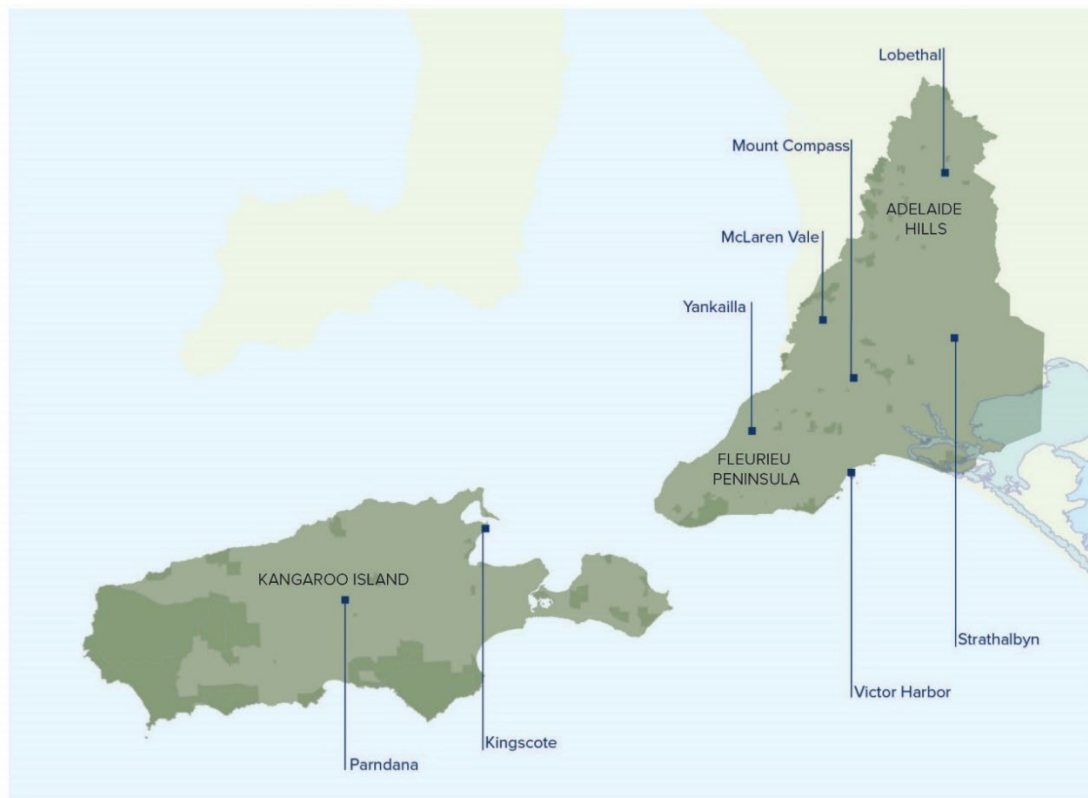 Lobethal
Mount Compass
ADELAIDE
HILLS
McLaren Vale
Yankailla
FLEURIEU
PENINSULA
KANGAROO ISLAND
Strathalbyn
Victor Harbor
Kingscote
Parndana